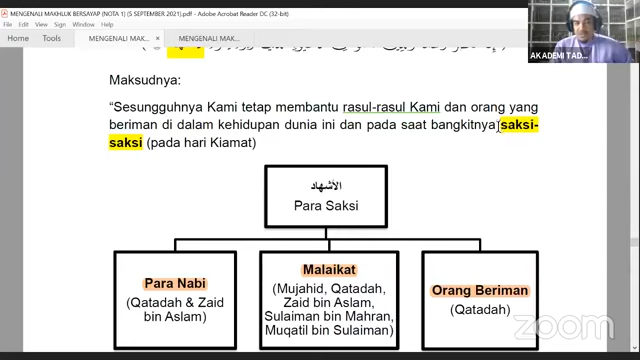 MENGENALI MAKHLUK BERSAYAP (NOTA 1) (5 SEPTEMBER 2021).pdf - Adobe Acrobat Reader DC (32-bit)
File Edit View Sign Window Help
Home Tools MENGENALI MAKHL... × MENGENALI MAK...
AKADEMI TAD...
Maksudnya:
“Sesungguhnya Kami tetap membantu rasul-rasul Kami dan orang yang
beriman di dalam kehidupan dunia ini dan pada saat bangkitnya saksi-
saksi (pada hari Kiamat)
الأشهاد
Para Saksi
Para Nabi
(Qatadah & Zaid
bin Aslam)
Malaikat
(Mujahid, Qatadah,
Zaid bin Aslam,
Sulaiman bin Mahran,
Muqatil bin Sulaiman)
Orang Beriman
(Qatadah)
zoom